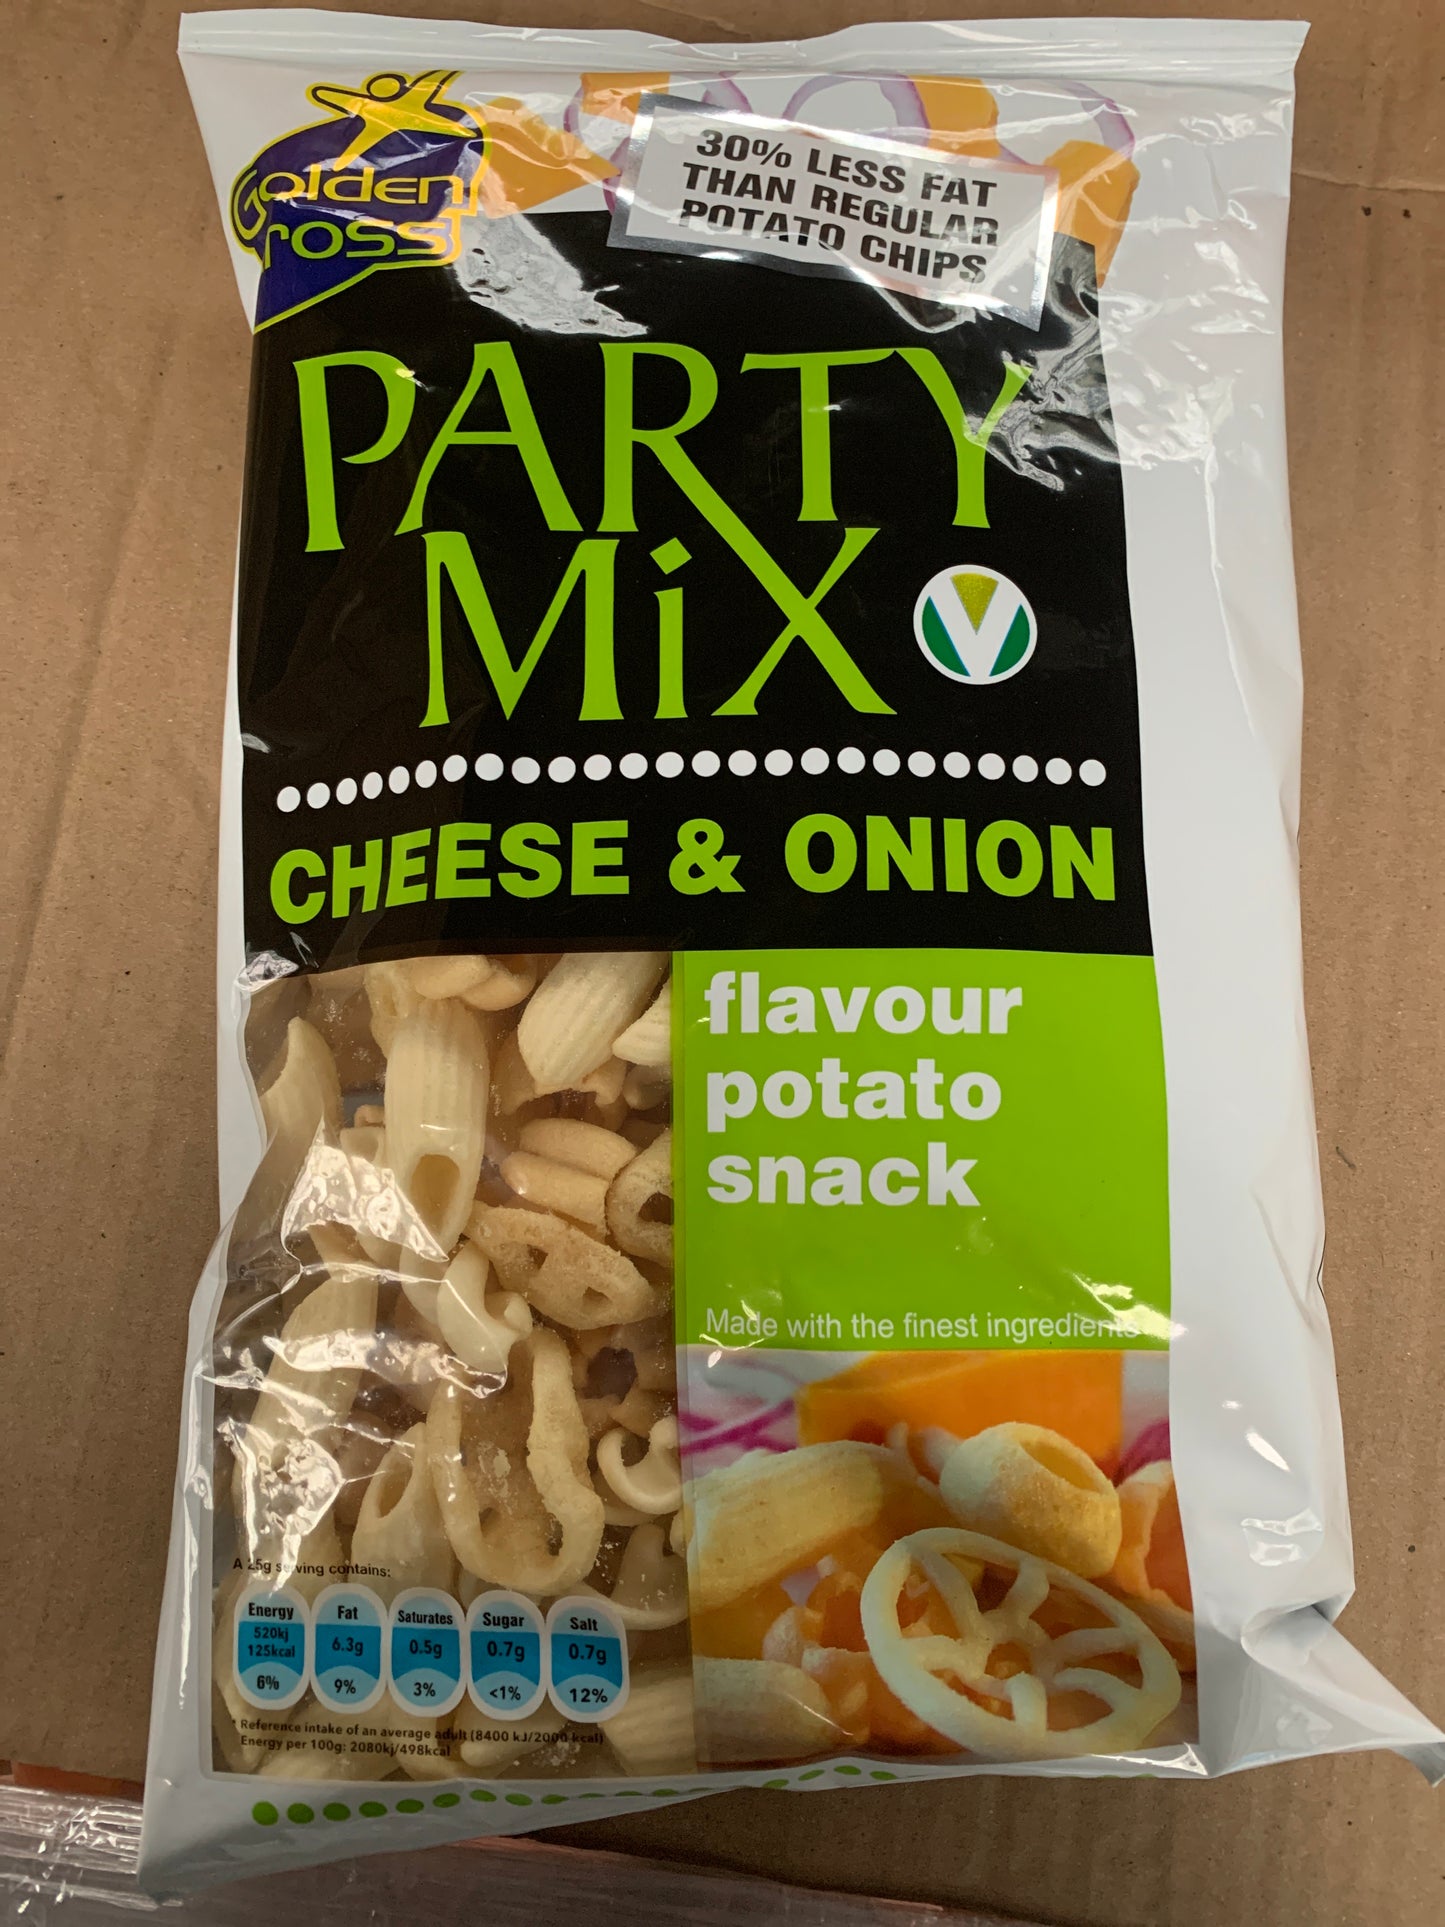 Golden
Cross
30% LESS FAT
THAN REGULAR
POTATO CHIPS
PARTY
MiX
V
CHEESE & ONION
flavour
potato
snack
Made with the finest ingredients
A 25g serving contains:
Energy
520kj
125kcal
6%
Fat
6.3g
9%
Saturates
0.5g
3%
Sugar
0.7g
<1%
Salt
0.7g
12%
* Reference intake of an average adult (8400 kJ/2000 kcal)
Energy per 100g: 2080kj/498kcal